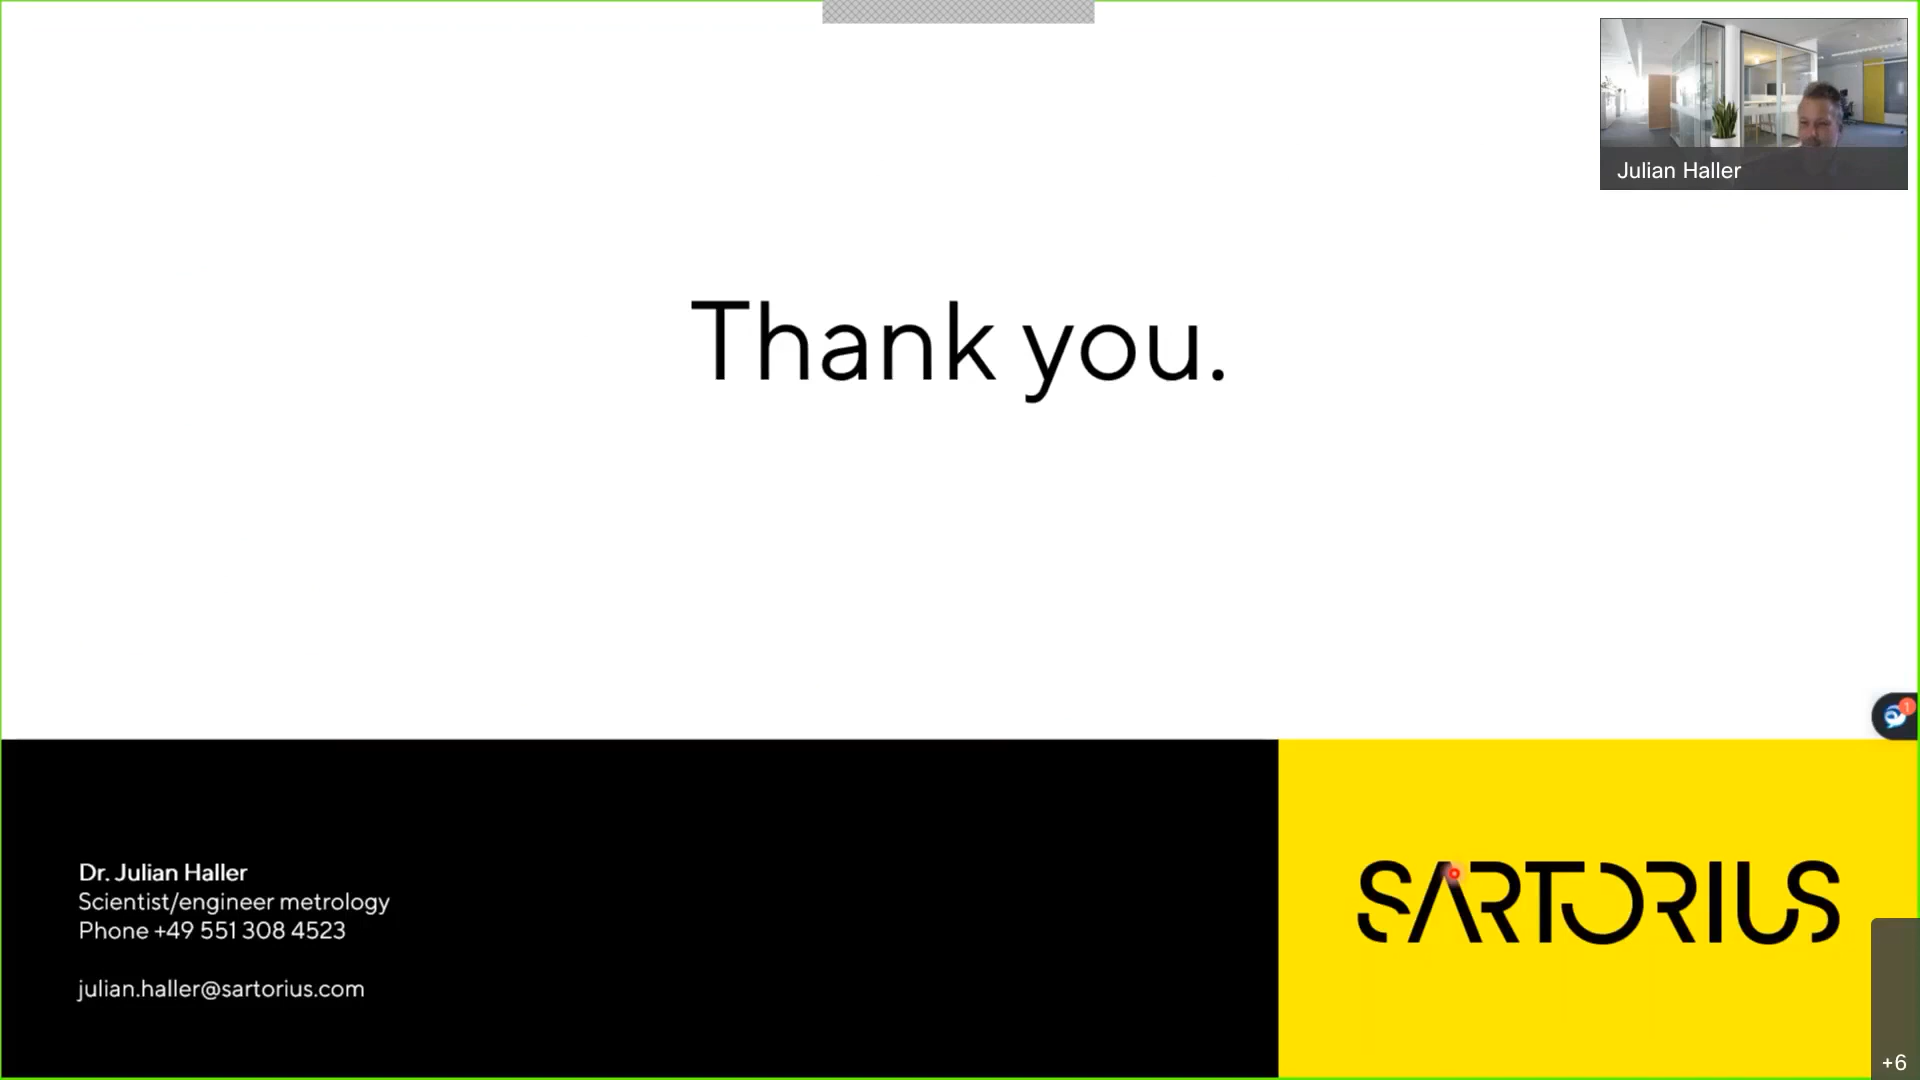 Julian Haller
Thank you.
1
Dr. Julian Haller
Scientist/engineer metrology
Phone +49 551 308 4523
julian.haller@sartorius.com
SARTORIUS
+6